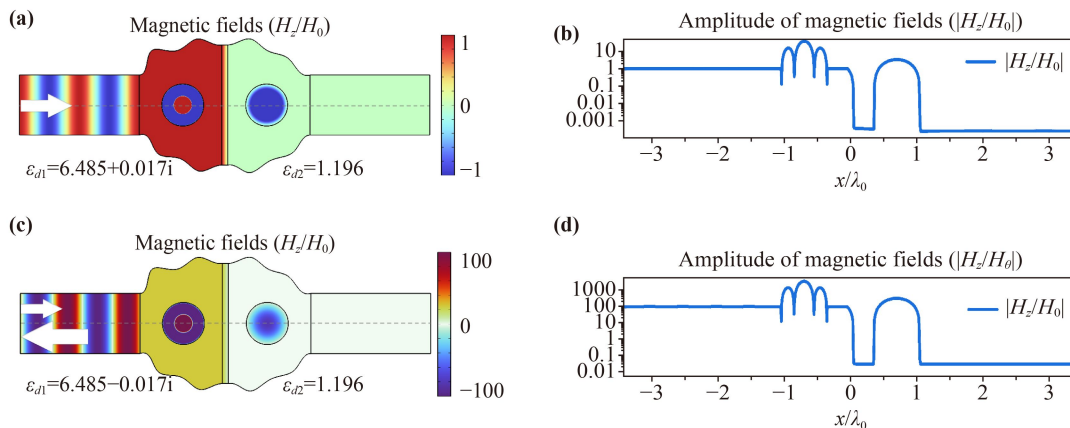 (a)
Magnetic fields (Hz/H0)
1
0
−1
εd1=6.485+0.017i
εd2=1.196
(b)
Amplitude of magnetic fields (|Hz/H0|)
10
1
0.1
0.01
0.001
|Hz/H0|
−3
−2
−1
0
1
2
3
x/λ0
(c)
Magnetic fields (Hz/H0)
100
0
−100
εd1=6.485−0.017i
εd2=1.196
(d)
Amplitude of magnetic fields (|Hz/Hθ|)
1000
100
10
1
0.1
0.01
|Hz/H0|
−3
−2
−1
0
1
2
3
x/λ0